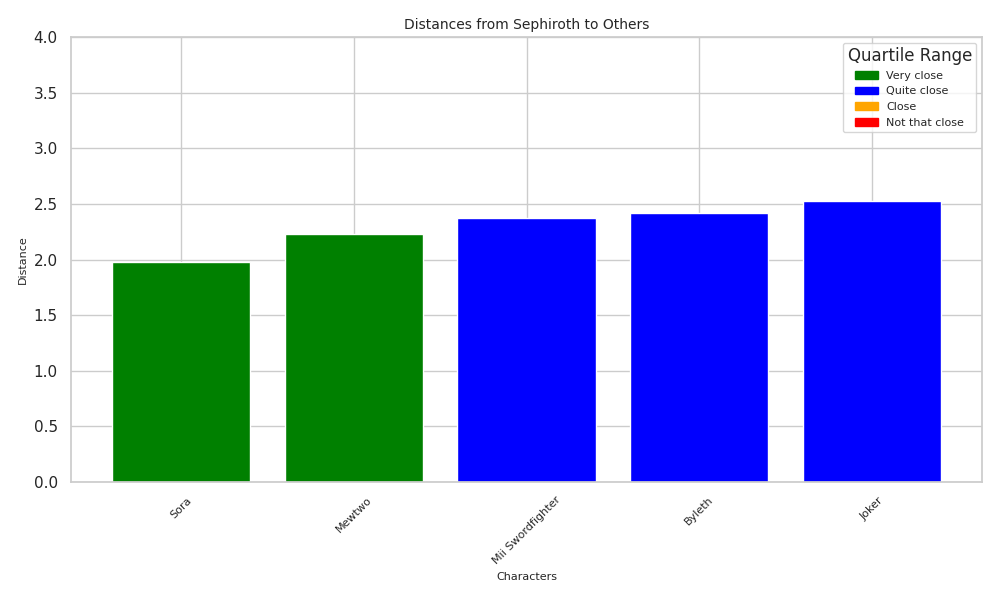 Distances from Sephiroth to Others
4.0
3.5
3.0
2.5
2.0
1.5
1.0
0.5
0.0
Distance
Quartile Range
Very close
Quite close
Close
Not that close
Sora
Mewtwo
Mii Swordfighter
Byleth
Joker
Characters